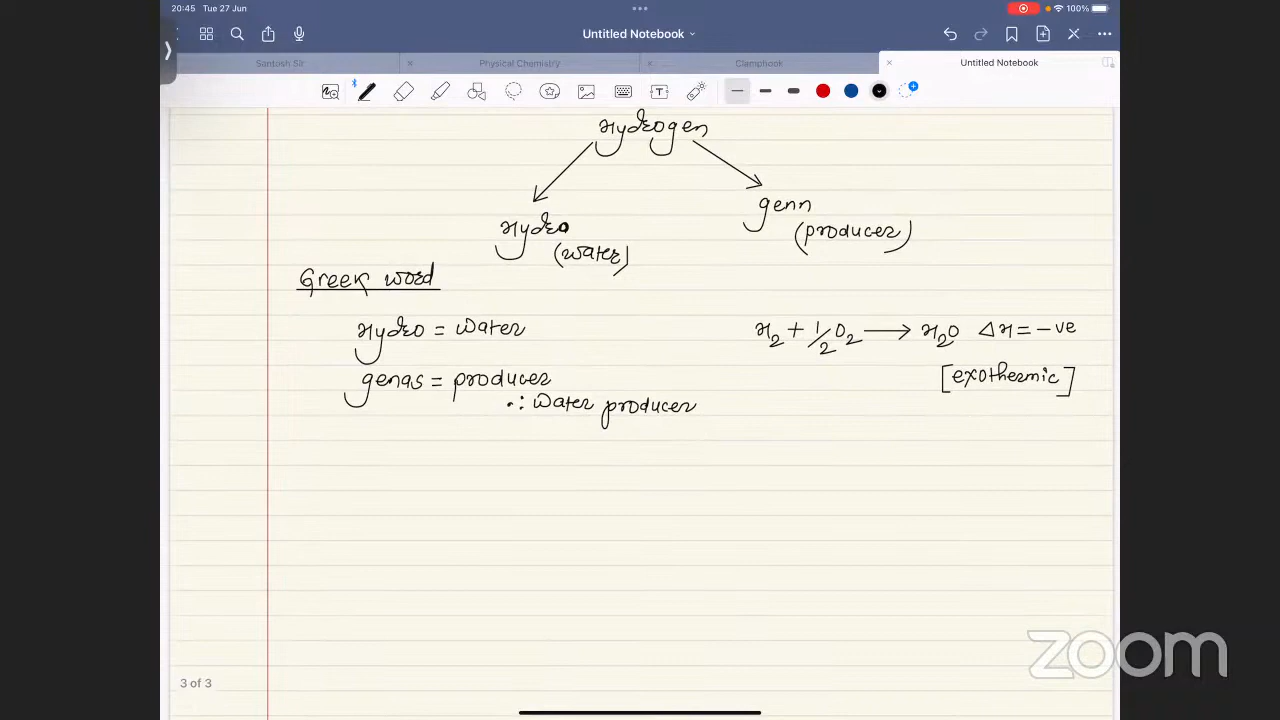 20:45 Tue 27 Jun
100%
Untitled Notebook
Santosh Sir
Physical Chemistry
Clampbook
Untitled Notebook
Hydrogen
Hydro
(water)
genn
(producer)
Greek word
Hydro = water
genas = producer
∴ water producer
H₂ + 1/2 O₂ → H₂O ΔH = -ve
[exothermic]
3 of 3
zoom